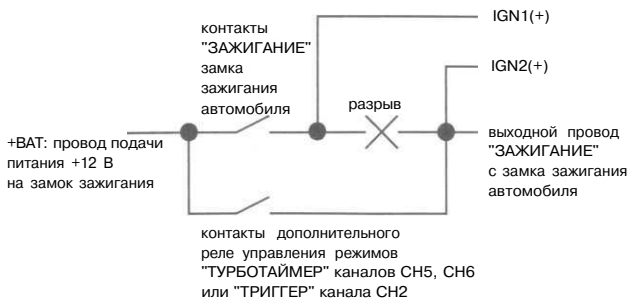 контакты
"ЗАЖИГАНИЕ"
замка
зажигания
автомобиля
IGN1(+)
IGN2(+)
разрыв
+BAT: провод подачи
питания +12 В
на замок зажигания
выходной провод
"ЗАЖИГАНИЕ"
с замка зажигания
автомобиля
контакты дополнительного
реле управления режимов
"ТУРБОТАЙМЕР" каналов CH5, CH6
или "ТРИГГЕР" канала CH2